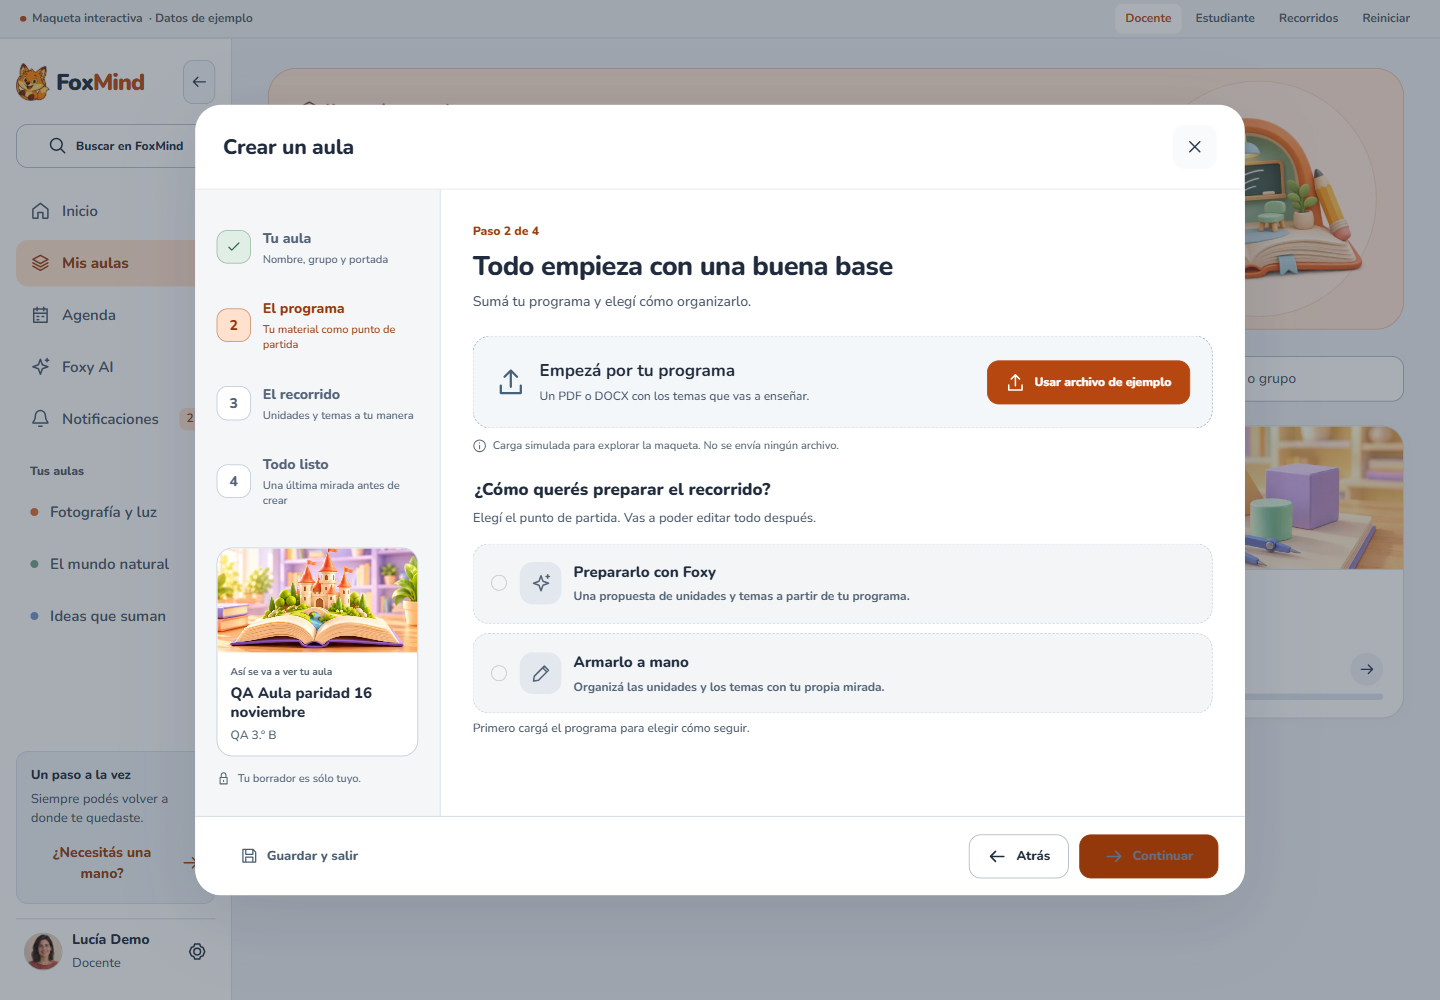 Maqueta interactiva · Datos de ejemplo
Docente
Estudiante
Recorridos
Reiniciar
FoxMind
Buscar en FoxMind
Inicio
Mis aulas
Agenda
Foxy AI
Notificaciones
2
Tus aulas
Fotografía y luz
El mundo natural
Ideas que suman
Un paso a la vez
Siempre podés volver a
donde te quedaste.
¿Necesitás una
mano?
Lucía Demo
Docente
o grupo
Crear un aula
Tu aula
Nombre, grupo y portada
2
El programa
Tu material como punto de
partida
3
El recorrido
Unidades y temas a tu manera
4
Todo listo
Una última mirada antes de
crear
Así se va a ver tu aula
QA Aula paridad 16
noviembre
QA 3.º B
Tu borrador es sólo tuyo.
Paso 2 de 4
Todo empieza con una buena base
Sumá tu programa y elegí cómo organizarlo.
Empezá por tu programa
Un PDF o DOCX con los temas que vas a enseñar.
Usar archivo de ejemplo
Carga simulada para explorar la maqueta. No se envía ningún archivo.
¿Cómo querés preparar el recorrido?
Elegí el punto de partida. Vas a poder editar todo después.
Prepararlo con Foxy
Una propuesta de unidades y temas a partir de tu programa.
Armarlo a mano
Organizá las unidades y los temas con tu propia mirada.
Primero cargá el programa para elegir cómo seguir.
Guardar y salir
Atrás
Continuar